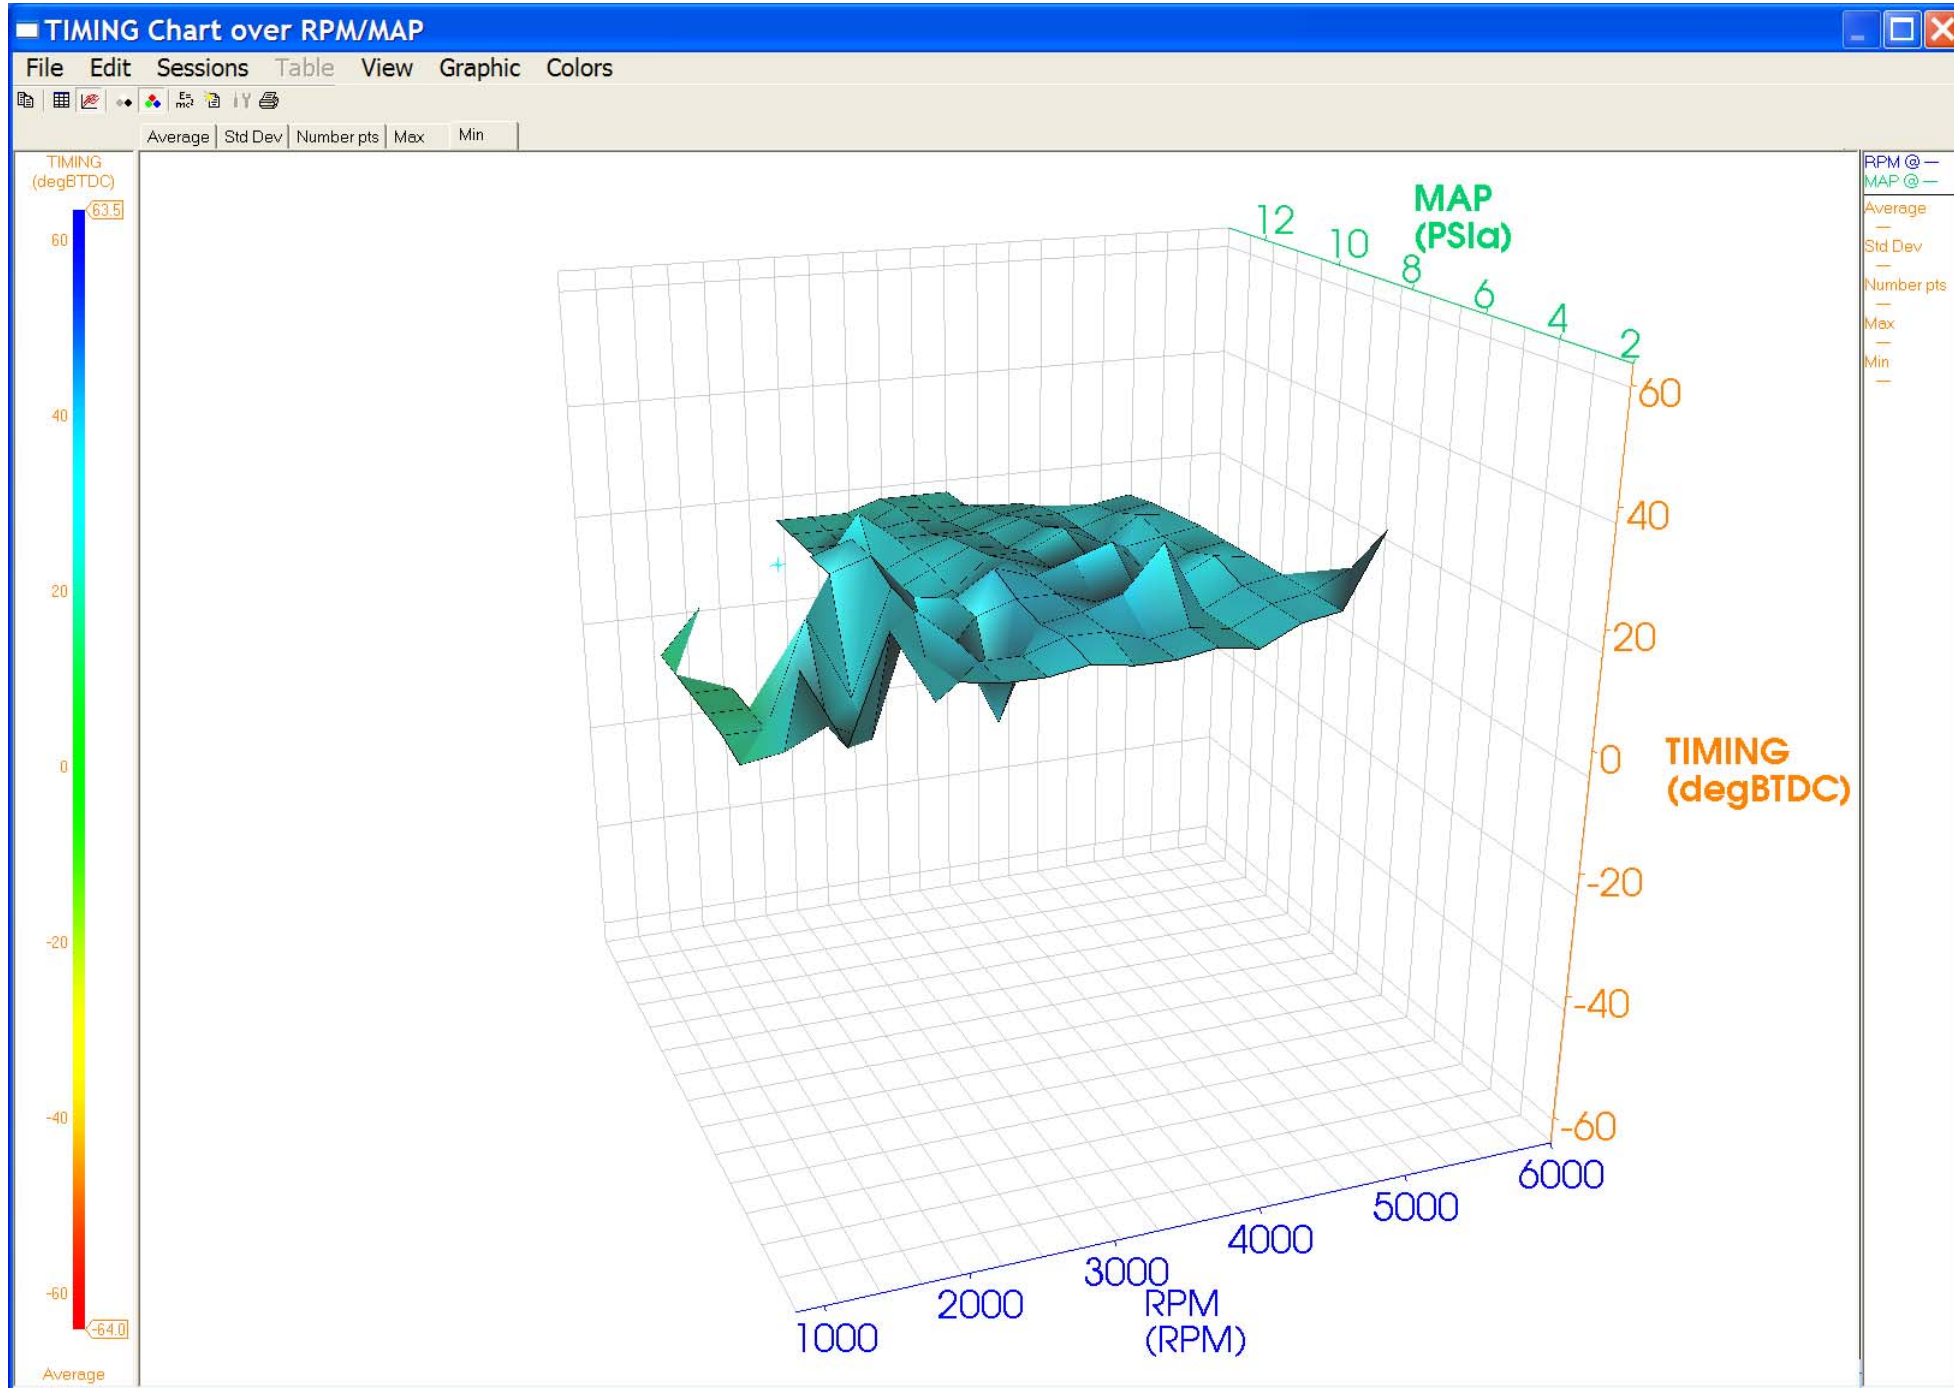 TIMING Chart over RPM/MAP
File Edit Sessions Table View Graphic Colors
E=
mc²
Average Std Dev Number pts Max Min
TIMING
(degBTDC)
63.5
60
40
20
0
-20
-40
-60
-64.0
Average
MAP
(PSIa)
12
10
8
6
4
2
60
40
20
0
-20
-40
-60
TIMING
(degBTDC)
1000
2000
3000
4000
5000
6000
RPM
(RPM)
RPM @ —
MAP @ —
Average
—
Std Dev
—
Number pts
—
Max
—
Min
—